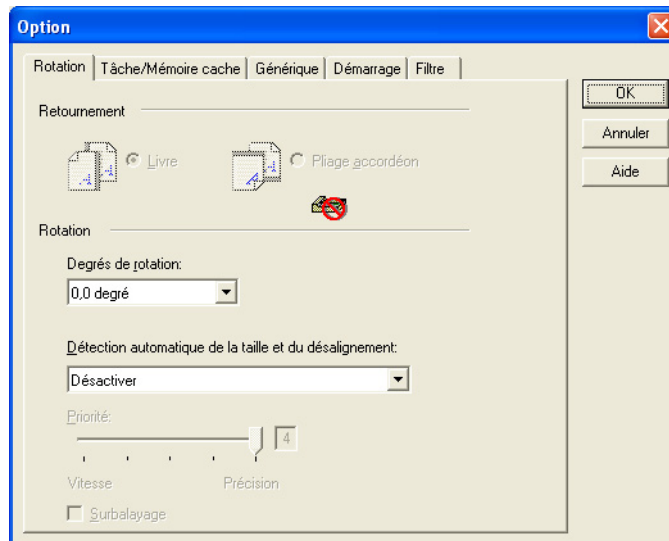 Option
Rotation Tâche/Mémoire cache Générique Démarrage Filtre
OK
Annuler
Aide
Retournement
Livre Pliage accordéon
Rotation
Degrés de rotation:
0,0 degré
Détection automatique de la taille et du désalignement:
Désactiver
Priorité:
4
Vitesse Précision
Surbalayage